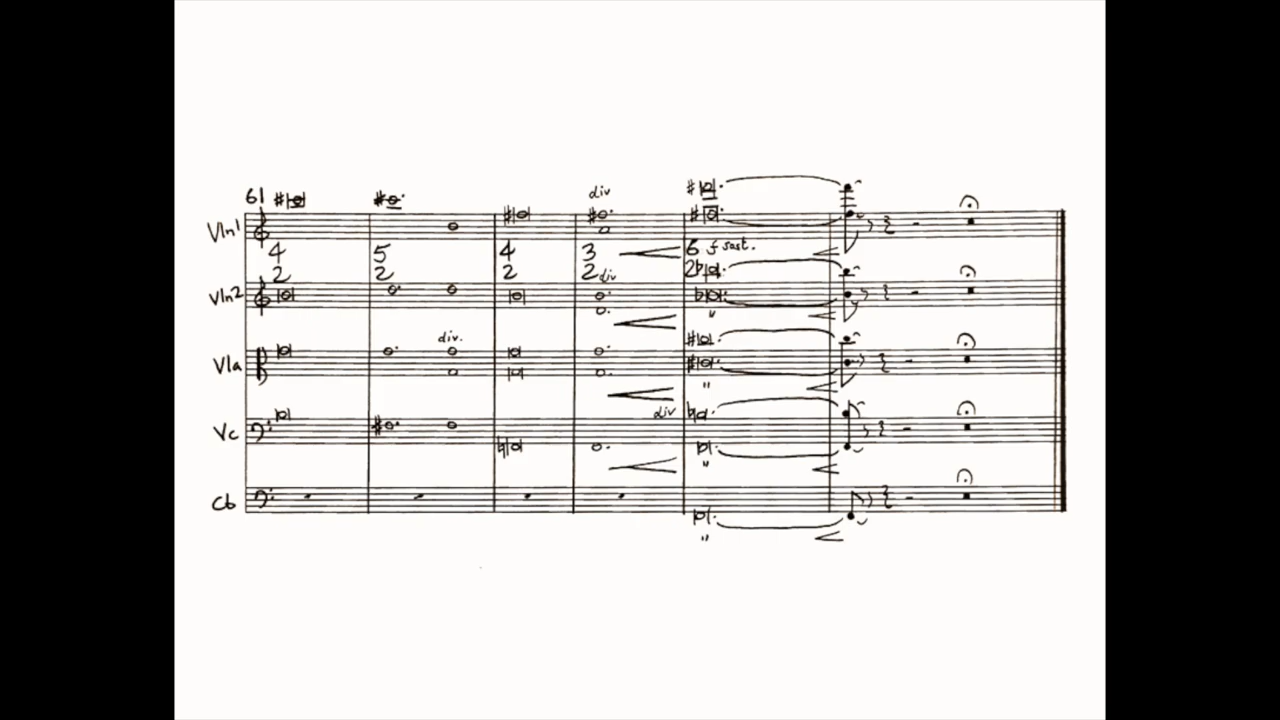 61
div
Vln1
4 5 4 3 6 f sost.
2 2 2 2 div 2
Vln2
"
div.
Vla
"
div
Vc
"
Cb
"